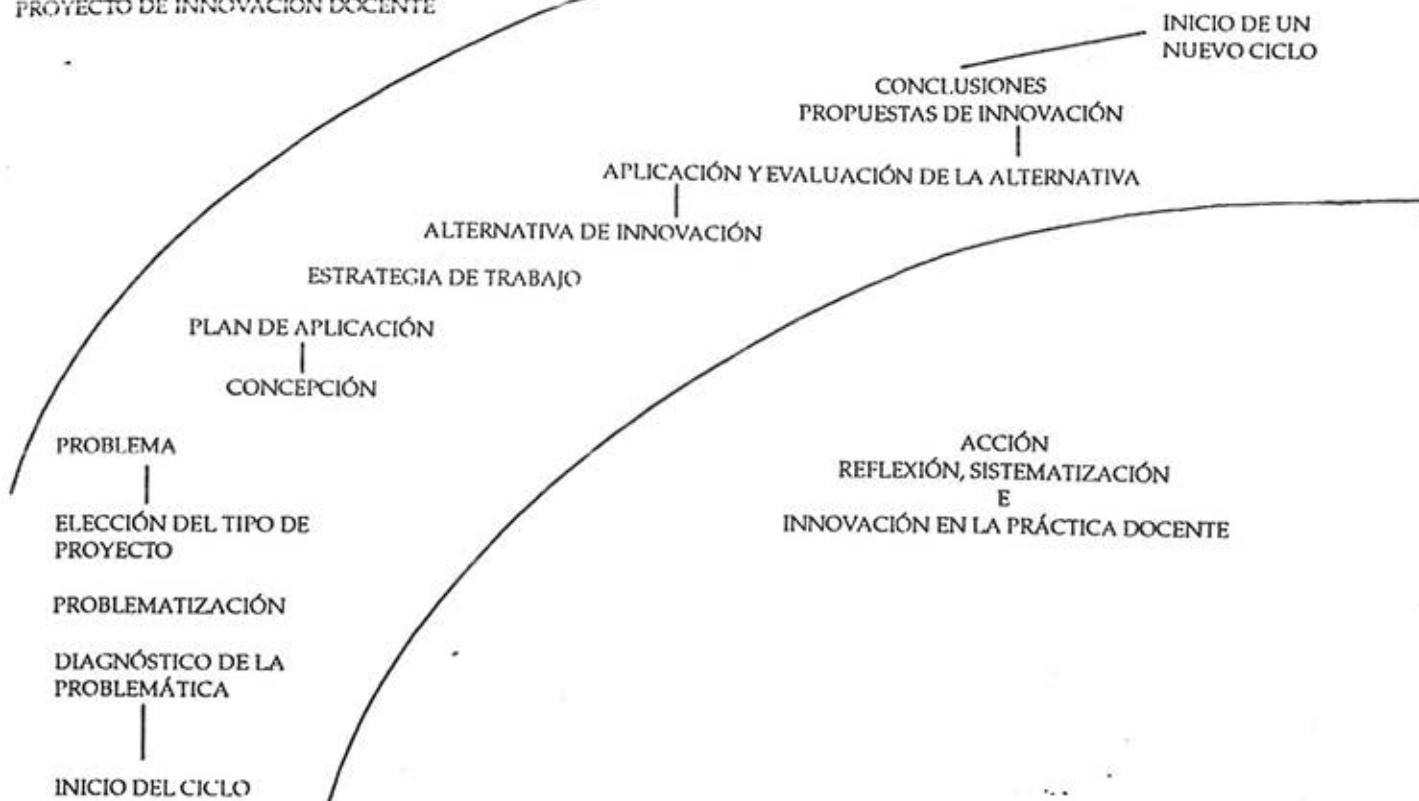 PROYECTO DE INNOVACIÓN DOCENTE
INICIO DE UN
NUEVO CICLO
CONCLUSIONES
PROPUESTAS DE INNOVACIÓN
APLICACIÓN Y EVALUACIÓN DE LA ALTERNATIVA
ALTERNATIVA DE INNOVACIÓN
ESTRATEGIA DE TRABAJO
PLAN DE APLICACIÓN
CONCEPCIÓN
PROBLEMA
ELECCIÓN DEL TIPO DE
PROYECTO
PROBLEMATIZACIÓN
DIAGNÓSTICO DE LA
PROBLEMÁTICA
INICIO DEL CICLO
ACCIÓN
REFLEXIÓN, SISTEMATIZACIÓN
E
INNOVACIÓN EN LA PRÁCTICA DOCENTE